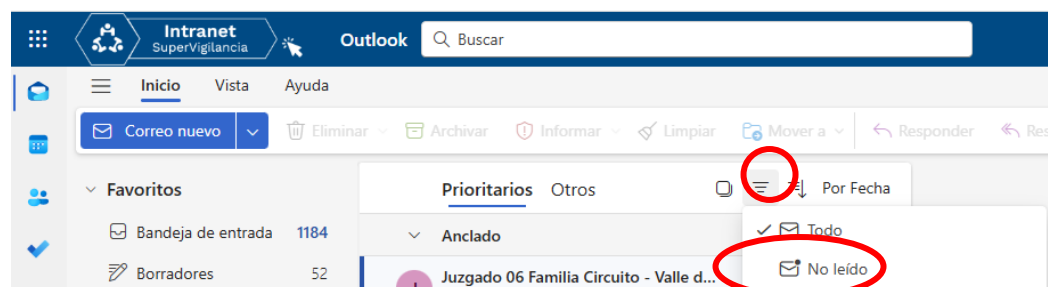 Intranet
SuperVigilancia
Outlook
Buscar
Inicio Vista Ayuda
Correo nuevo Eliminar Archivar Informar Limpiar Mover a Responder Res
Favoritos
Prioritarios Otros Por Fecha
Bandeja de entrada 1184
Anclado
Todo
Borradores 52
Juzgado 06 Familia Circuito - Valle d...
No leído